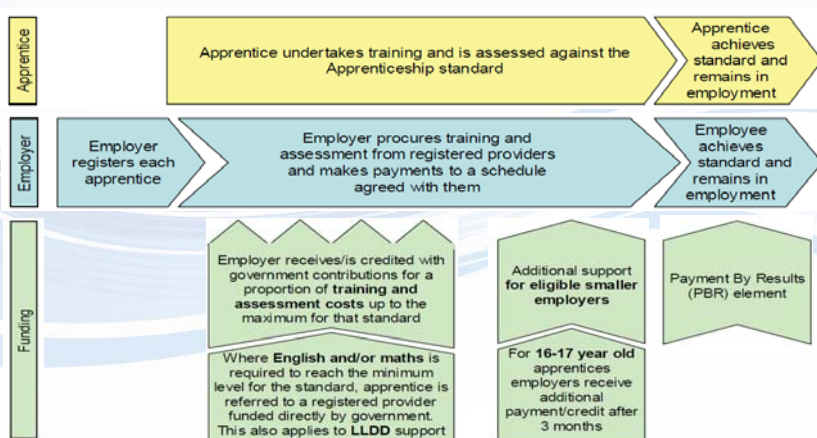 Apprentice
Apprentice undertakes training and is assessed against the
Apprenticeship standard
Apprentice
achieves
standard and
remains in
employment
Employer
Employer
registers each
apprentice
Employer procures training and
assessment from registered providers
and makes payments to a schedule
agreed with them
Employee
achieves
standard and
remains in
employment
Funding
Employer receives/is credited with
government contributions for a
proportion of training and
assessment costs up to the
maximum for that standard
Additional support
for eligible smaller
employers
Payment By Results
(PBR) element
Where English and/or maths is
required to reach the minimum
level for the standard, apprentice is
referred to a registered provider
funded directly by government.
This also applies to LLDD support
For 16-17 year old
apprentices
employers receive
additional
payment/credit after
3 months